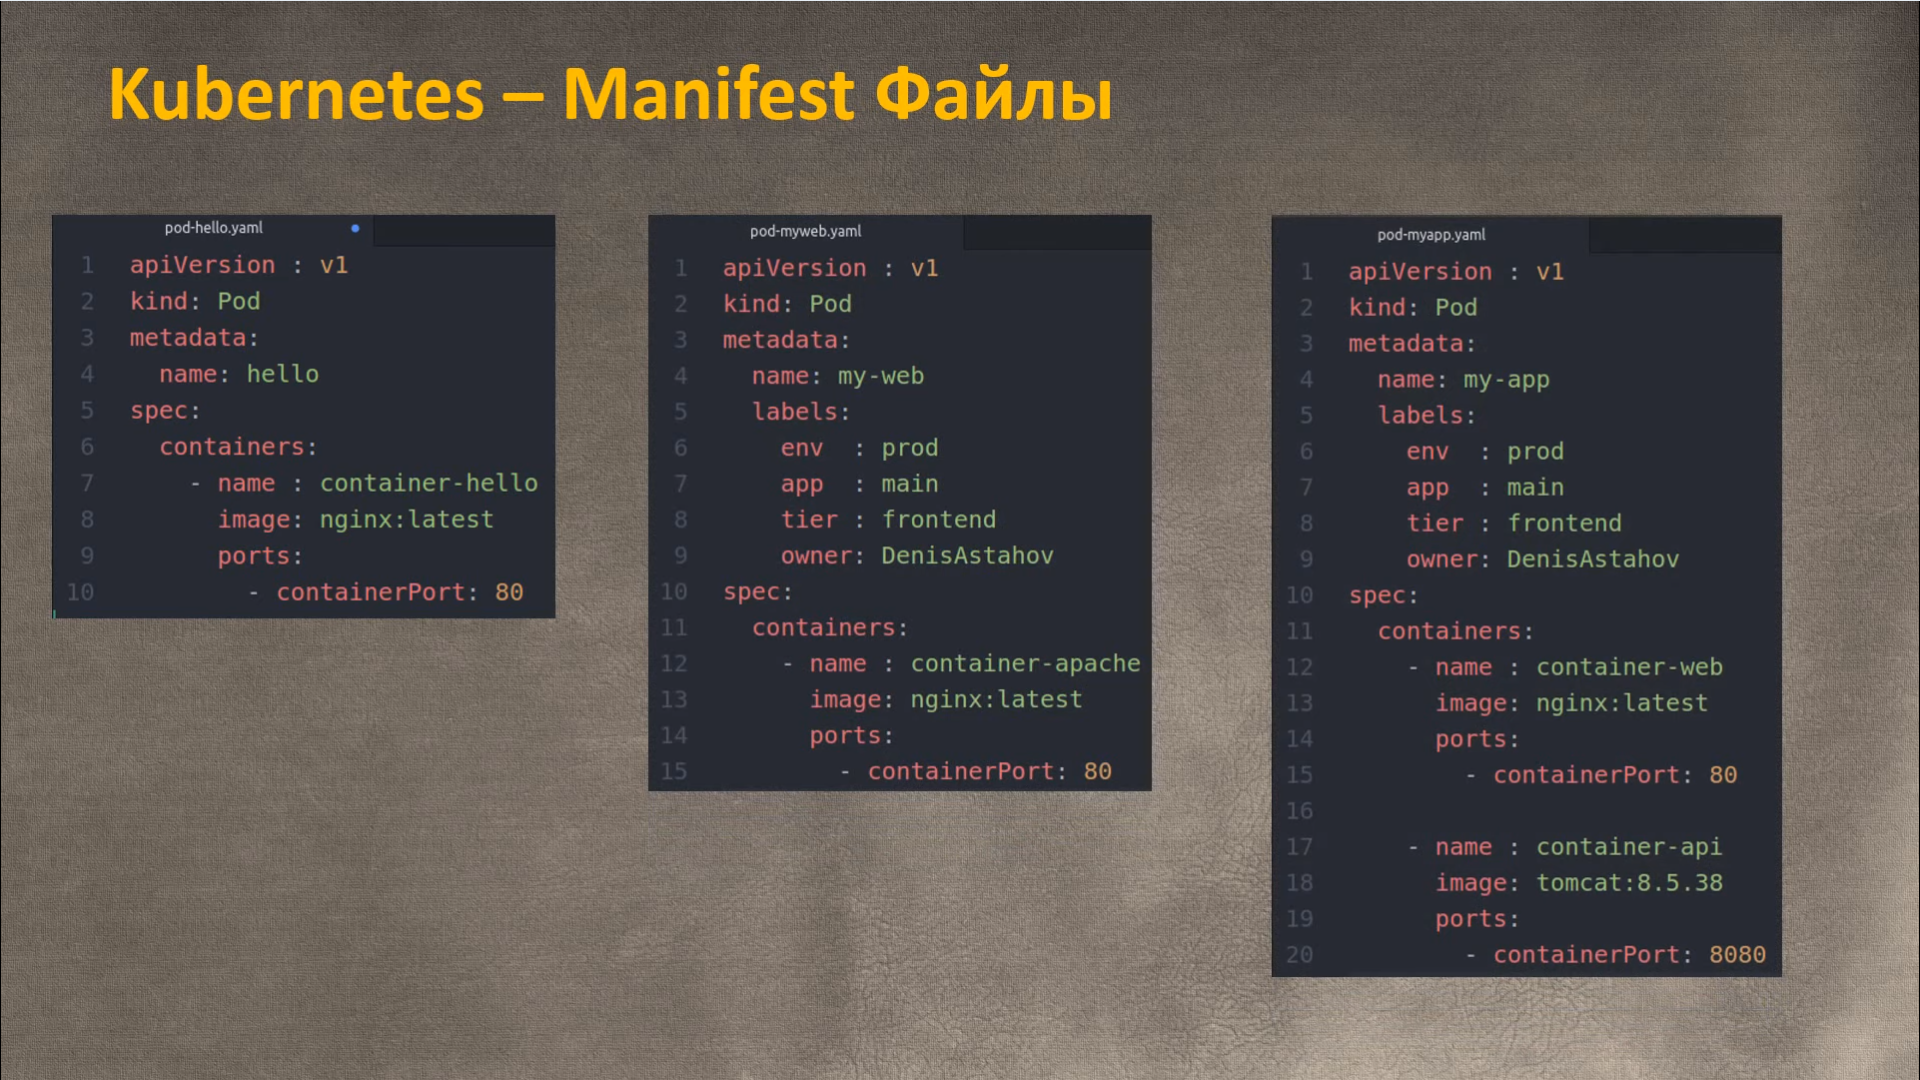 Kubernetes – Manifest Файлы
pod-hello.yaml
1 apiVersion : v1
2 kind: Pod
3 metadata:
4   name: hello
5 spec:
6   containers:
7     - name : container-hello
8       image: nginx:latest
9       ports:
10         - containerPort: 80
pod-myweb.yaml
1 apiVersion : v1
2 kind: Pod
3 metadata:
4   name: my-web
5   labels:
6     env  : prod
7     app  : main
8     tier : frontend
9     owner: DenisAstahov
10 spec:
11   containers:
12     - name : container-apache
13       image: nginx:latest
14       ports:
15         - containerPort: 80
pod-myapp.yaml
1 apiVersion : v1
2 kind: Pod
3 metadata:
4   name: my-app
5   labels:
6     env  : prod
7     app  : main
8     tier : frontend
9     owner: DenisAstahov
10 spec:
11   containers:
12     - name : container-web
13       image: nginx:latest
14       ports:
15         - containerPort: 80
16
17     - name : container-api
18       image: tomcat:8.5.38
19       ports:
20         - containerPort: 8080